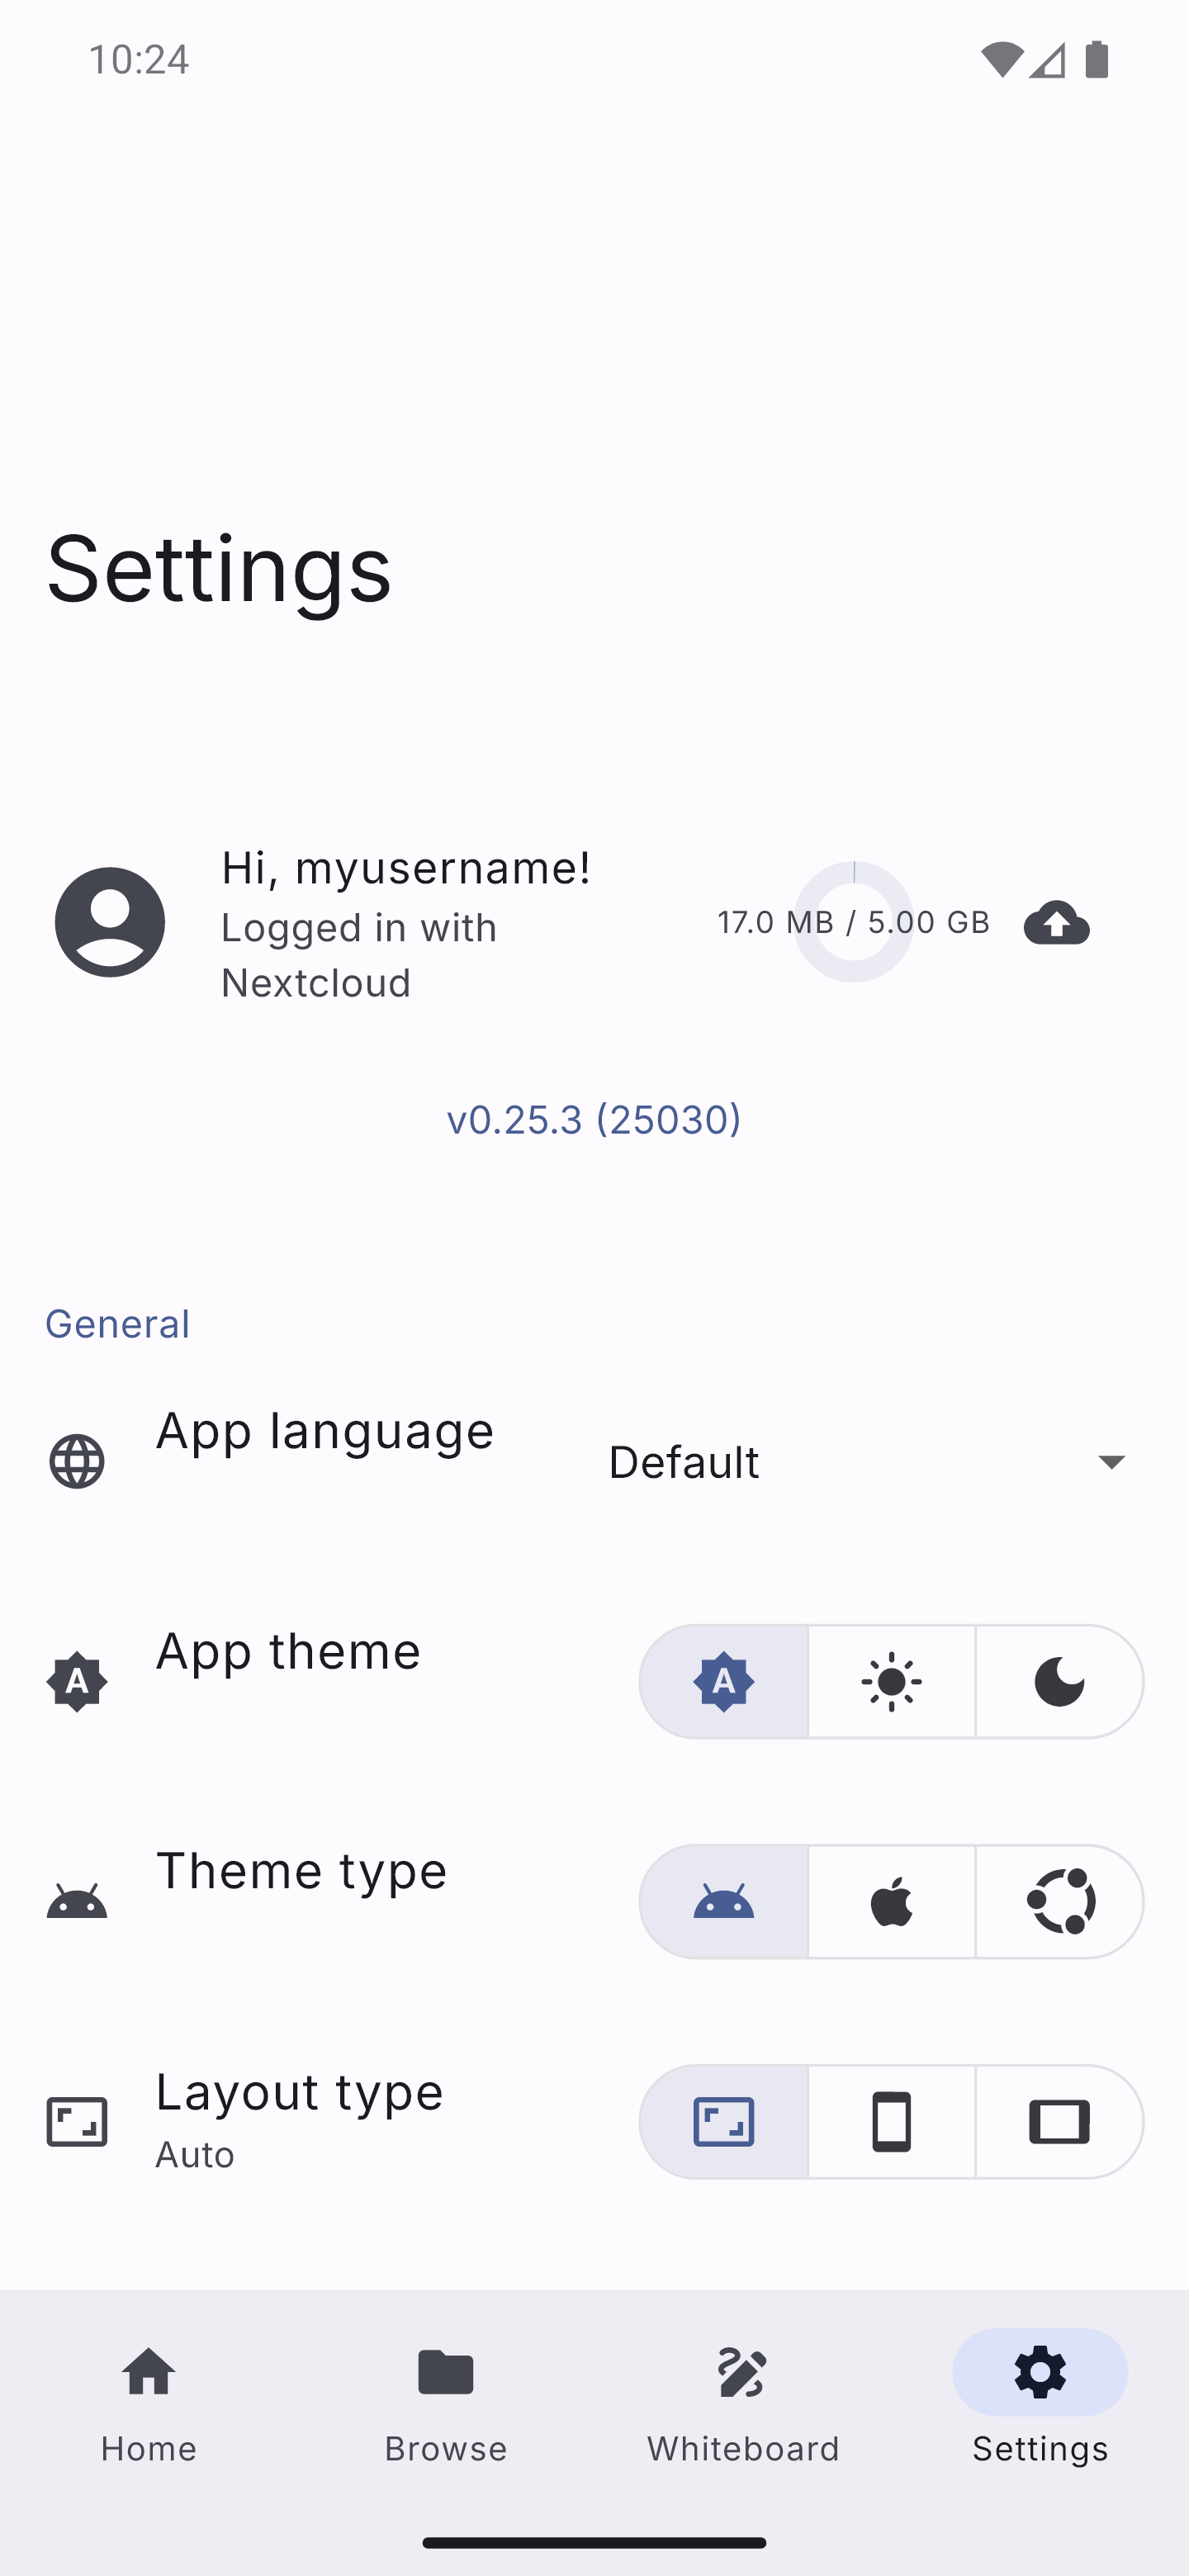 10:24
Settings
Hi, myusername!
Logged in with
Nextcloud
17.0 MB / 5.00 GB
v0.25.3 (25030)
General
App language
Default
A
App theme
A
Theme type
Layout type
Auto
Home
Browse
Whiteboard
Settings